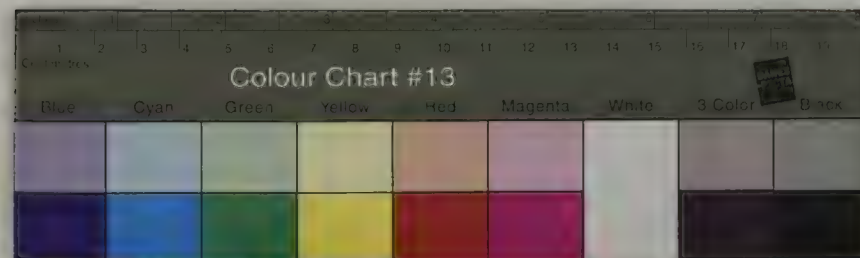 1 2 3 4 5 6 7 8 9 10 11 12 13 14 15 16 17 18 19
Centimetres
Colour Chart #13
Blue Cyan Green Yellow Red Magenta White 3 Color Black